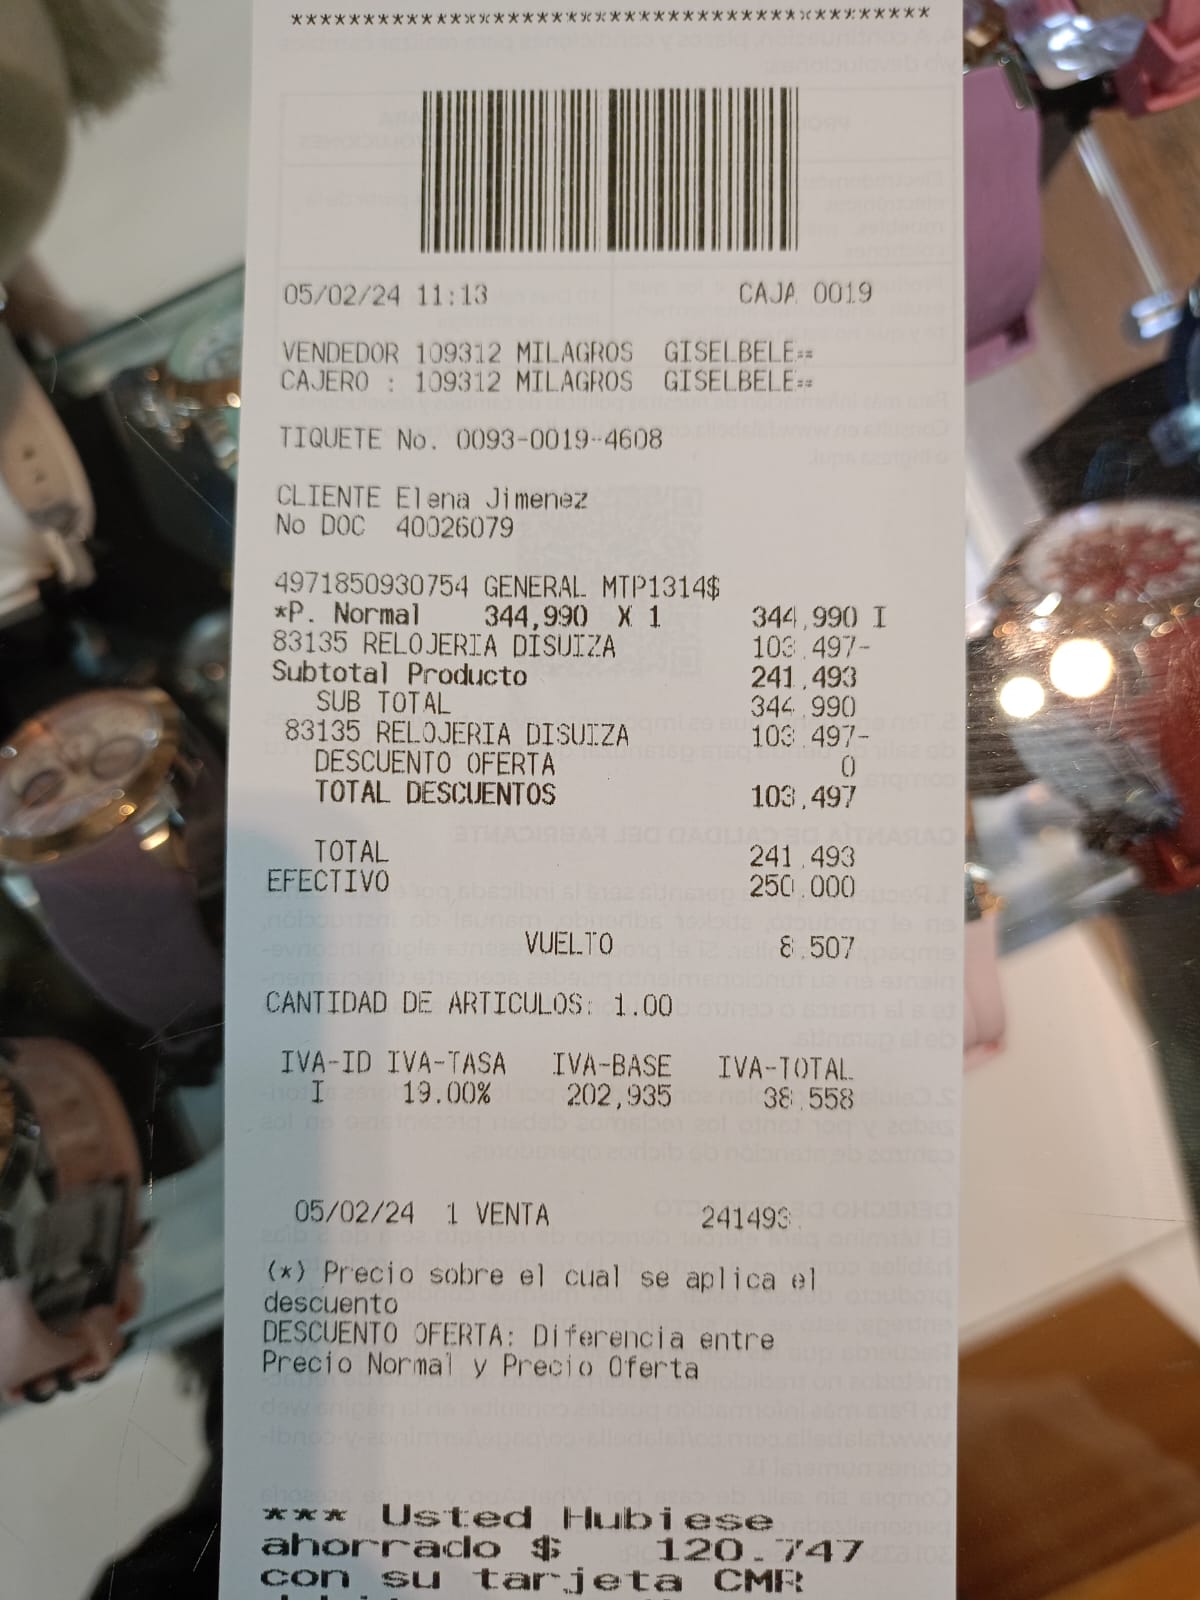 *******************************************
05/02/24 11:13 CAJA 0019
VENDEDOR 109312 MILAGROS GISELBELE==
CAJERO : 109312 MILAGROS GISELBELE==
TIQUETE No. 0093-0019-4608
CLIENTE Elena Jimenez
No DOC 40026079
4971850930754 GENERAL MTP1314$
*P. Normal 344,990 X 1 344,990 I
83135 RELOJERIA DISUIZA 103,497-
Subtotal Producto 241,493
SUB TOTAL 344,990
83135 RELOJERIA DISUIZA 103,497-
DESCUENTO OFERTA 0
TOTAL DESCUENTOS 103,497
TOTAL 241,493
EFECTIVO 250,000
VUELTO 8,507
CANTIDAD DE ARTICULOS: 1.00
IVA-ID IVA-TASA IVA-BASE IVA-TOTAL
I 19.00% 202,935 38,558
05/02/24 1 VENTA 241493
(*) Precio sobre el cual se aplica el
descuento
DESCUENTO OFERTA: Diferencia entre
Precio Normal y Precio Oferta
*** Usted Hubiese
ahorrado $ 120.747
con su tarjeta CMR